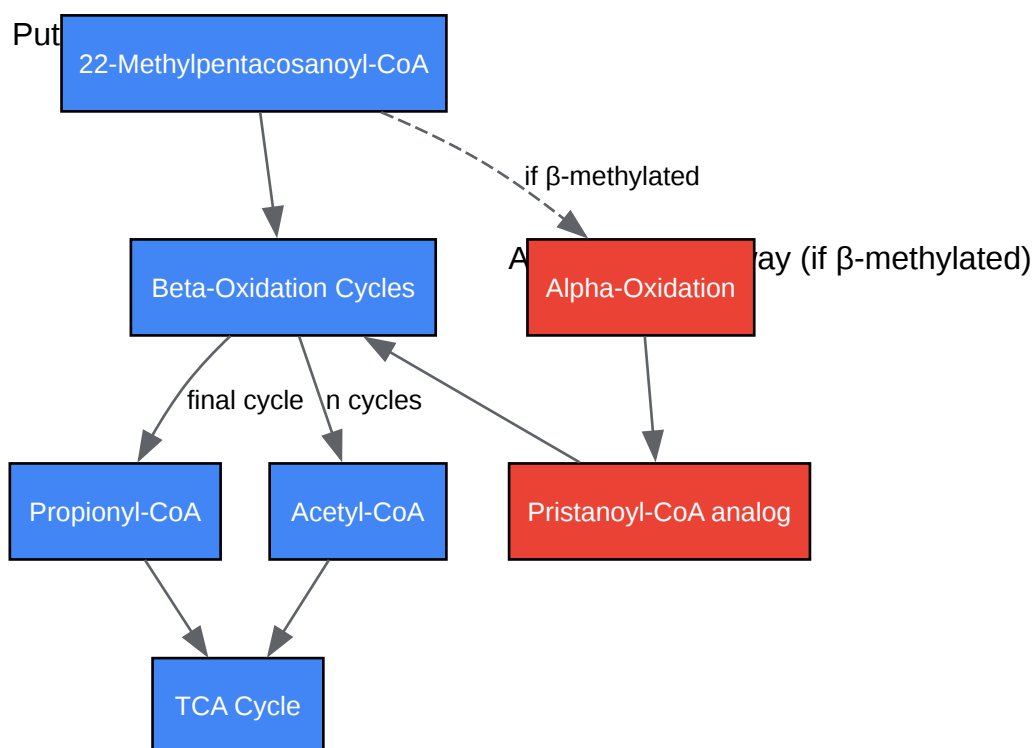 Put
22-Methylpentacosanoyl-CoA
if β-methylated
Beta-Oxidation Cycles
Alpha-Oxidation
(if β-methylated)
final cycle
n cycles
Propionyl-CoA
Acetyl-CoA
Pristanoyl-CoA analog
TCA Cycle